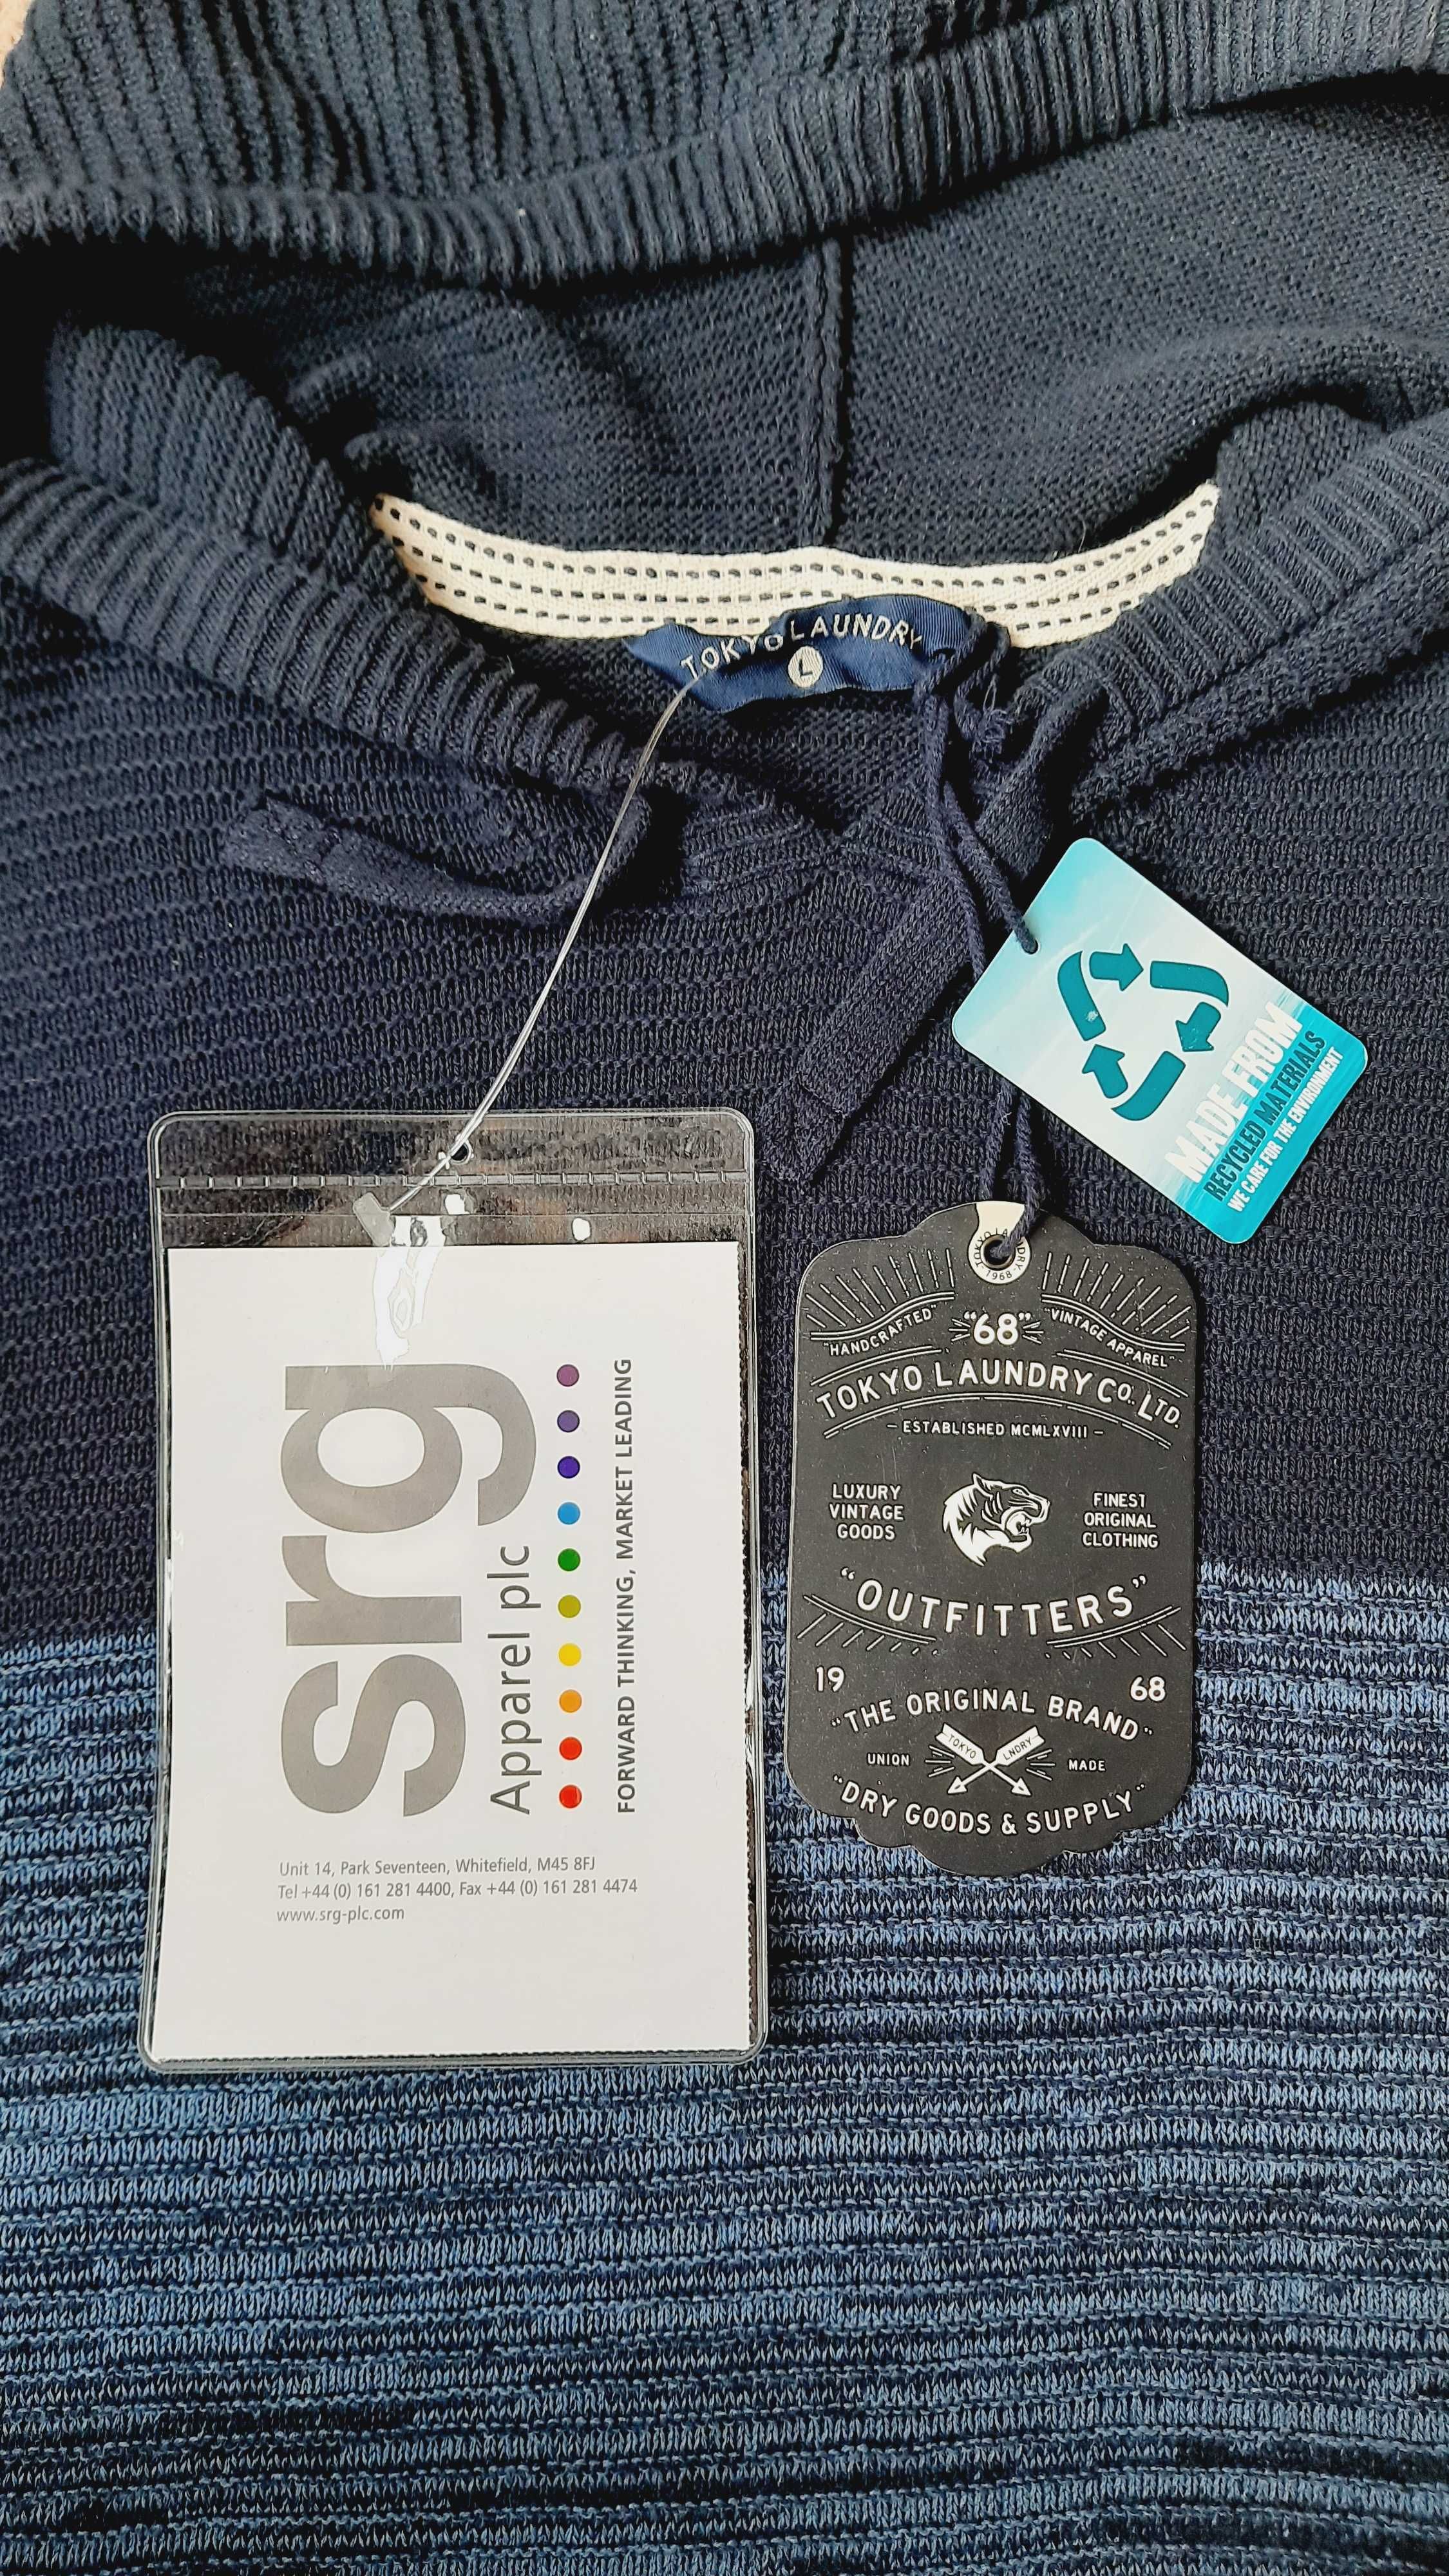 TOKYO LAUNDRY
L
MADE FROM
RECYCLED MATERIALS
WE CARE FOR THE ENVIRONMENT
srg
Apparel plc
FORWARD THINKING, MARKET LEADING
Unit 14, Park Seventeen, Whitefield, M45 8FJ
Tel +44 (0) 161 281 4400, Fax +44 (0) 161 281 4474
www.srg-plc.com
1968
"HANDCRAFTED" "68" "VINTAGE APPAREL"
TOKYO LAUNDRY CO. LTD.
- ESTABLISHED MCMLXVIII -
LUXURY
VINTAGE
GOODS
FINEST
ORIGINAL
CLOTHING
"OUTFITTERS"
19 68
"THE ORIGINAL BRAND"
TOKYO LNDRY
UNION MADE
"DRY GOODS & SUPPLY"